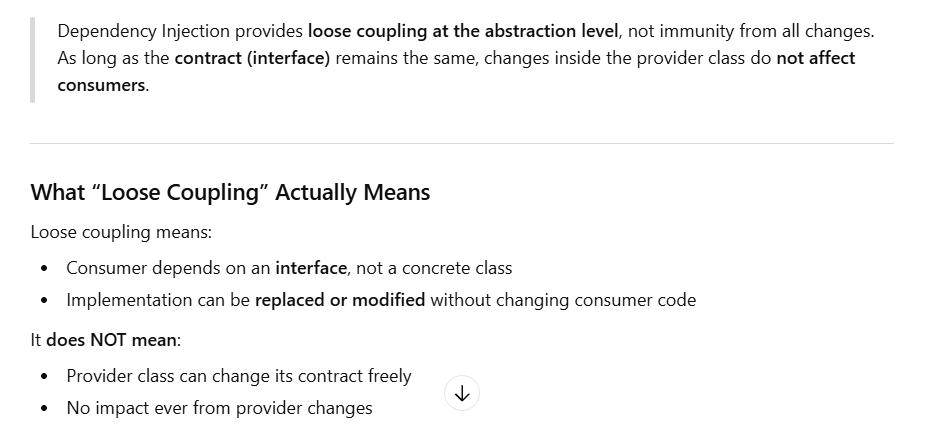 Dependency Injection provides loose coupling at the abstraction level, not immunity from all changes.
As long as the contract (interface) remains the same, changes inside the provider class do not affect
consumers.
What “Loose Coupling” Actually Means
Loose coupling means:
• Consumer depends on an interface, not a concrete class
• Implementation can be replaced or modified without changing consumer code
It does NOT mean:
• Provider class can change its contract freely
• No impact ever from provider changes